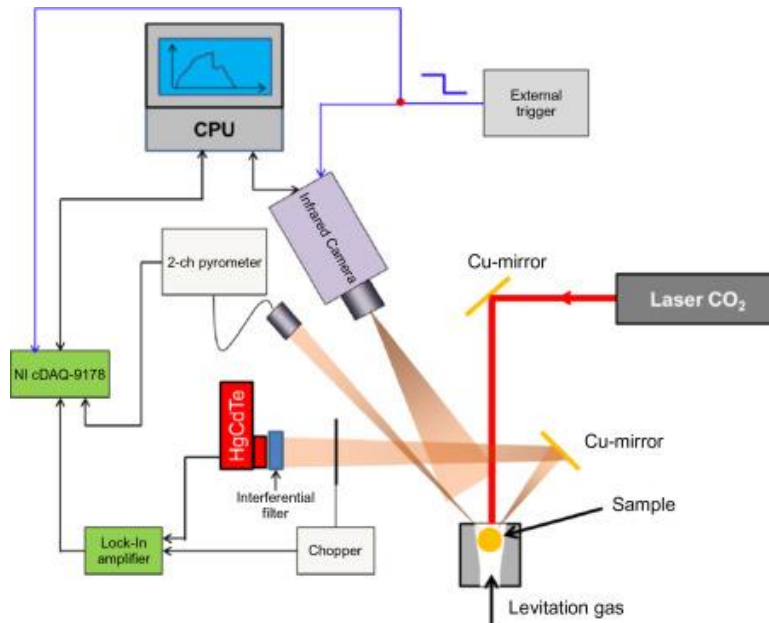 External
trigger
CPU
Infrared Camera
2-ch pyrometer
Cu-mirror
Laser CO₂
NI cDAQ-9178
HgCdTe
Cu-mirror
Interferential
filter
Sample
Lock-In
amplifier
Chopper
Levitation gas